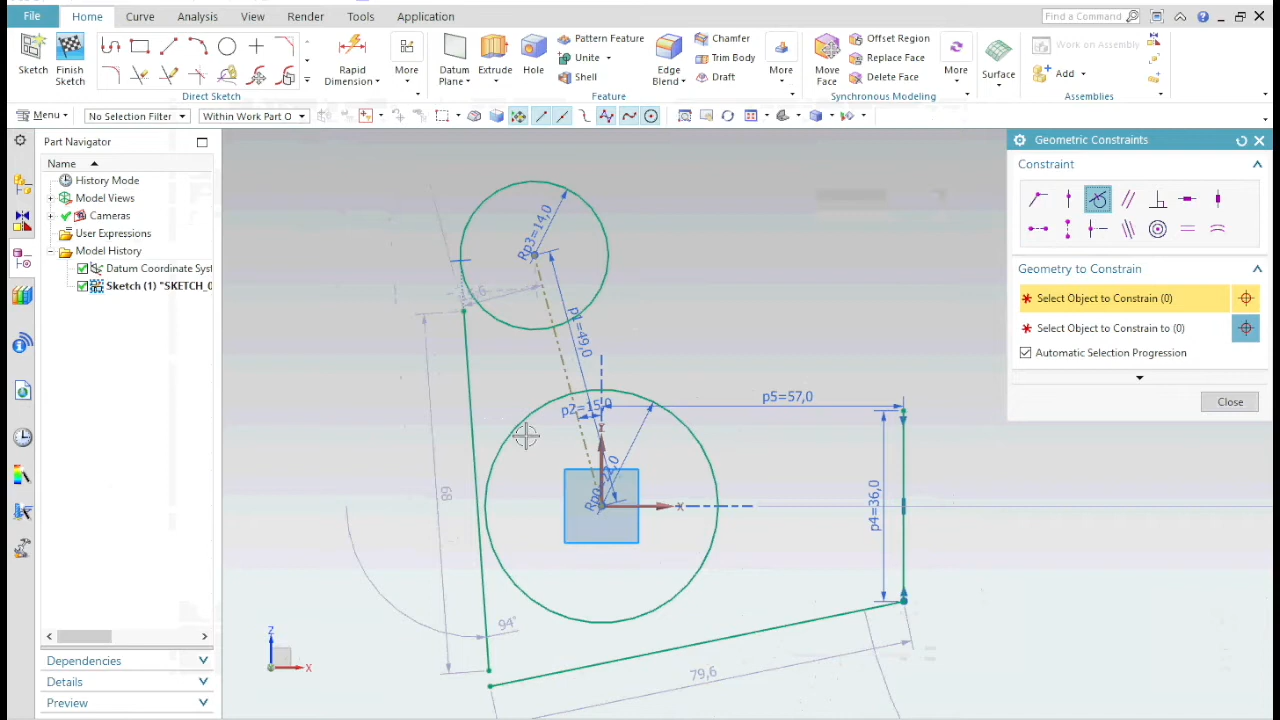 File Home Curve Analysis View Render Tools Application Find a Command
Sketch Finish Sketch Rapid Dimension More Datum Plane Extrude Hole Pattern Feature Unite Shell Edge Blend Chamfer Trim Body Draft More Move Face Offset Region Replace Face Delete Face More Surface Work on Assembly Add
Direct Sketch Feature Synchronous Modeling Assemblies
Menu No Selection Filter Within Work Part O
Part Navigator
Name
History Mode
Model Views
Cameras
User Expressions
Model History
Datum Coordinate Syst
Sketch (1) "SKETCH_0
Dependencies
Details
Preview
Rp3=14,0
p1=49,0
p2=15,0
p5=57,0
p4=36,0
68
94°
79,6
Y
X
Z
X
Geometric Constraints
Constraint
Geometry to Constrain
Select Object to Constrain (0)
Select Object to Constrain to (0)
Automatic Selection Progression
Close